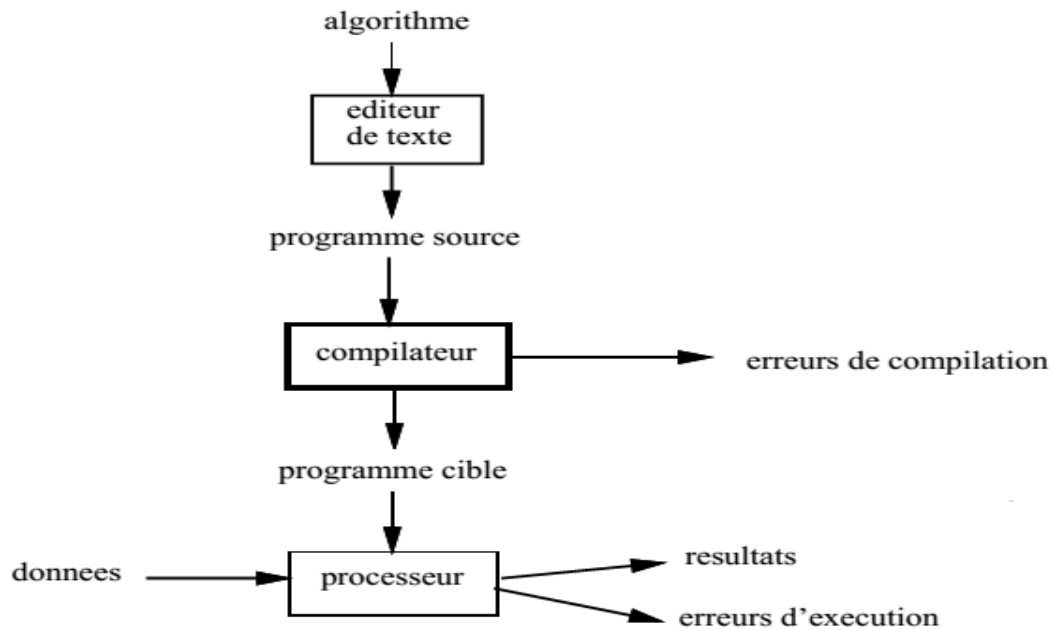 algorithme
editeur
de texte
programme source
compilateur
erreurs de compilation
programme cible
donnees
processeur
resultats
erreurs d'execution